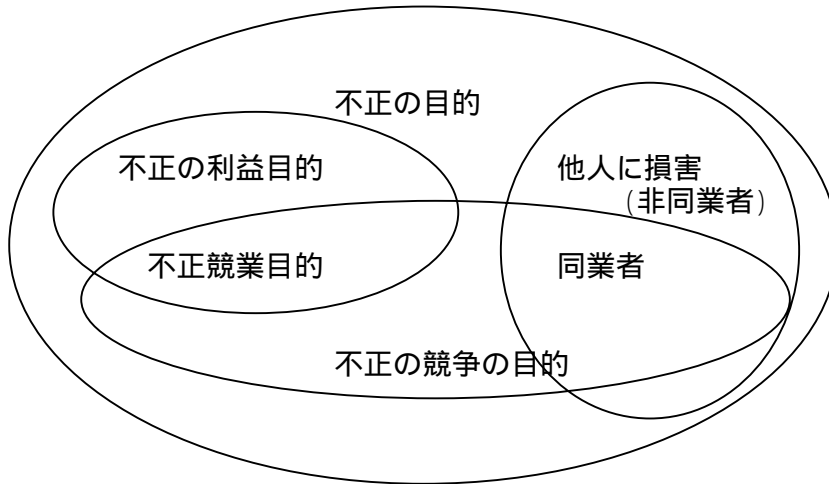 不正の目的
不正の利益目的
他人に損害
(非同業者)
不正競業目的
同業者
不正の競争の目的